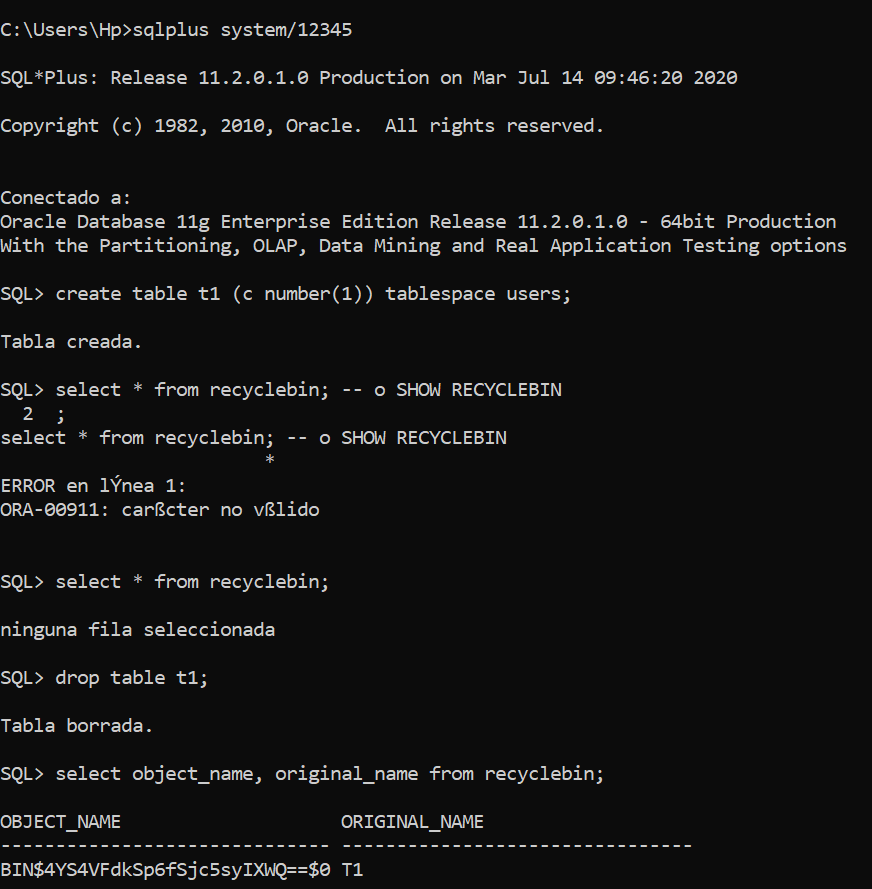 C:\Users\Hp>sqlplus system/12345
SQL*Plus: Release 11.2.0.1.0 Production on Mar Jul 14 09:46:20 2020
Copyright (c) 1982, 2010, Oracle.  All rights reserved.
Conectado a:
Oracle Database 11g Enterprise Edition Release 11.2.0.1.0 - 64bit Production
With the Partitioning, OLAP, Data Mining and Real Application Testing options
SQL> create table t1 (c number(1)) tablespace users;
Tabla creada.
SQL> select * from recyclebin; -- o SHOW RECYCLEBIN
  2  ;
select * from recyclebin; -- o SHOW RECYCLEBIN
                        *
ERROR en lÝnea 1:
ORA-00911: carßcter no vßlido
SQL> select * from recyclebin;
ninguna fila seleccionada
SQL> drop table t1;
Tabla borrada.
SQL> select object_name, original_name from recyclebin;
OBJECT_NAME                    ORIGINAL_NAME
------------------------------ --------------------------------
BIN$4YS4VFdkSp6fSjc5syIXWQ==$0 T1